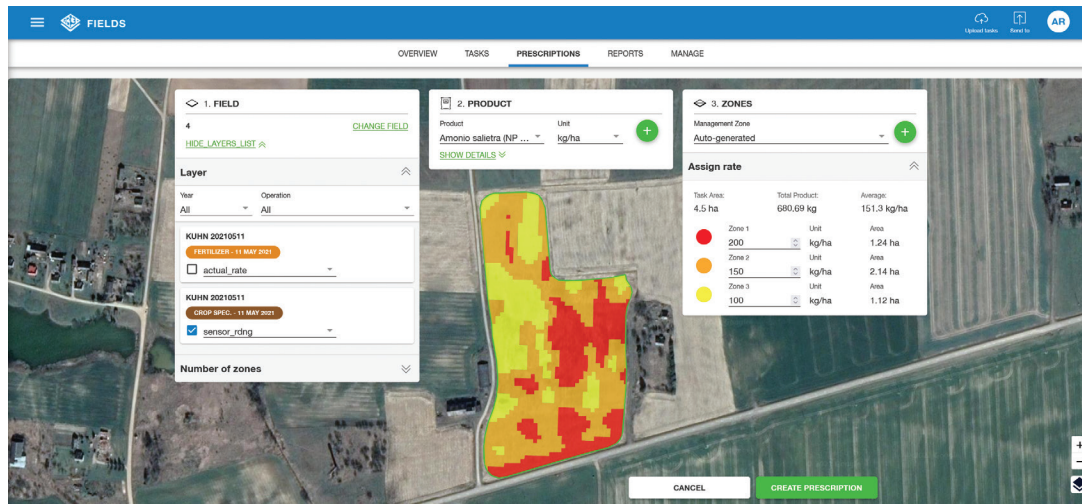 FIELDS
Upload tasks
Send to
AR
OVERVIEW TASKS PRESCRIPTIONS REPORTS MANAGE
1. FIELD
4 CHANGE FIELD
HIDE_LAYERS_LIST
Layer
Year Operation
All All
KUHN 20210511
FERTILIZER - 11 MAY 2021
actual_rate
KUHN 20210511
CROP SPEC. - 11 MAY 2021
sensor_rdng
Number of zones
2. PRODUCT
Product Unit
Amonio salietra (NP ... kg/ha
SHOW DETAILS
3. ZONES
Management Zone
Auto-generated
Assign rate
Task Area: Total Product: Average:
4.5 ha 680.69 kg 151.3 kg/ha
Zone 1 Unit Area
200 kg/ha 1.24 ha
Zone 2 Unit Area
150 kg/ha 2.14 ha
Zone 3 Unit Area
100 kg/ha 1.12 ha
CANCEL CREATE PRESCRIPTION